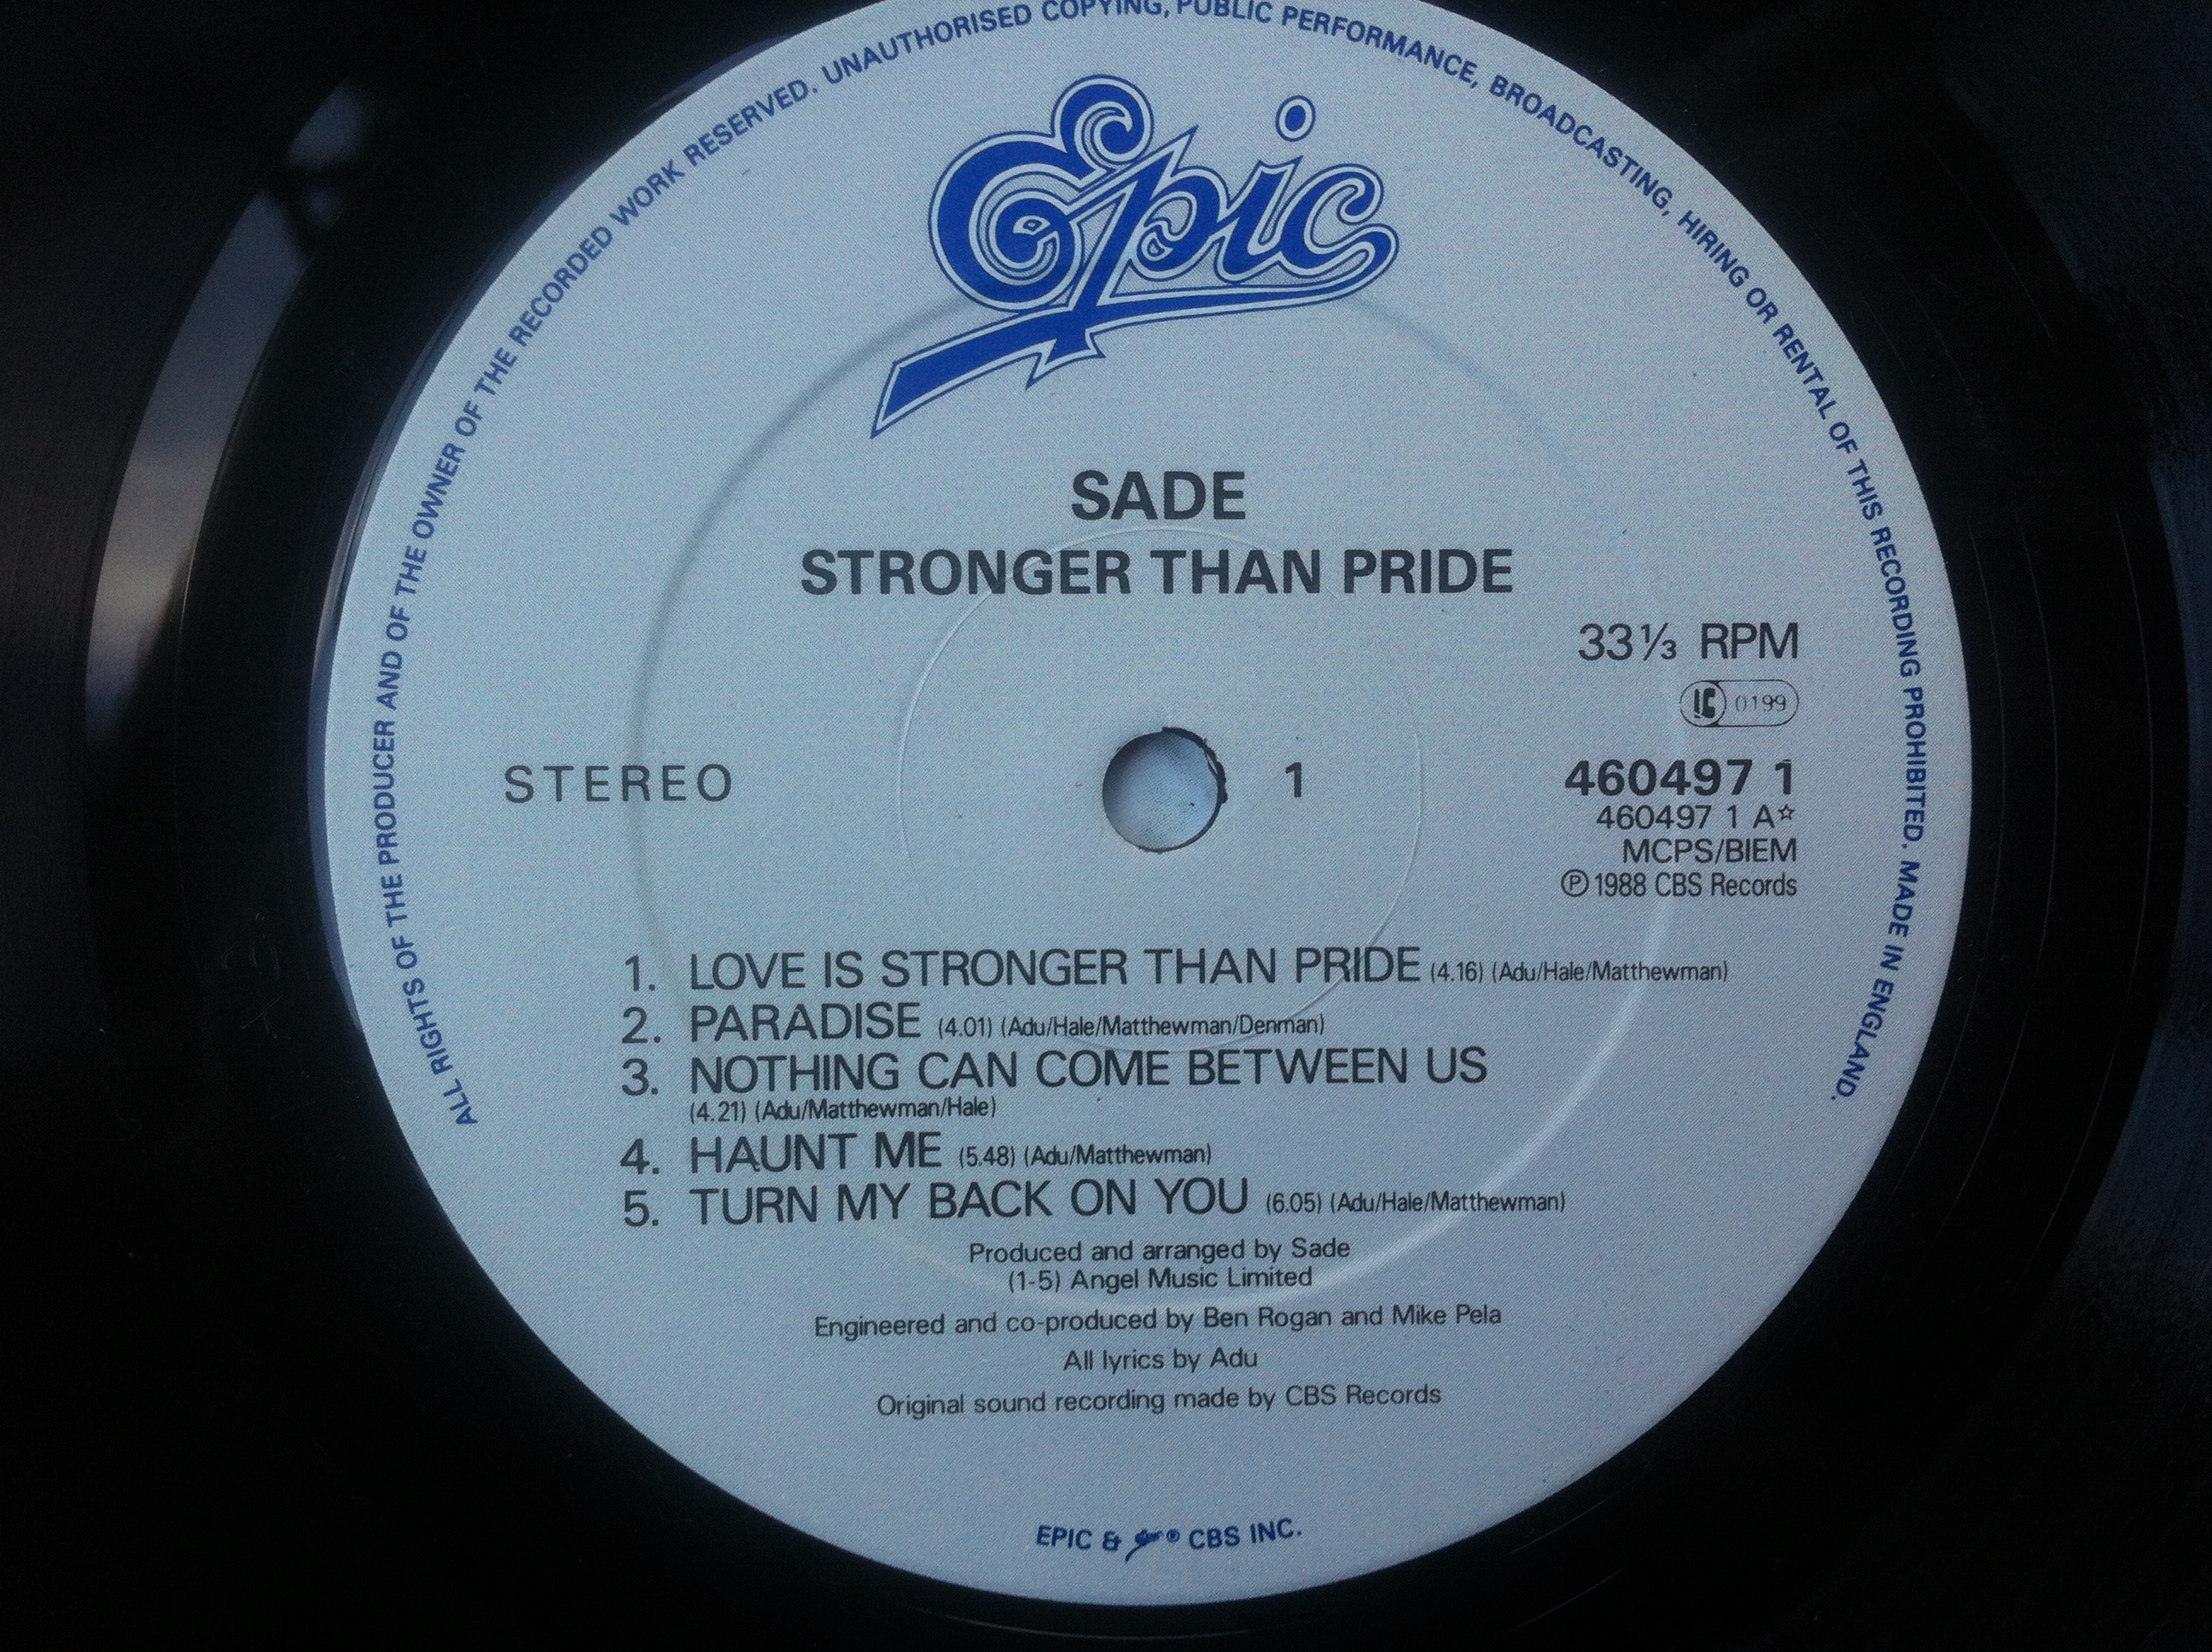 ALL RIGHTS OF THE PRODUCER AND OF THE OWNER OF THE RECORDED WORK RESERVED. UNAUTHORISED COPYING, PUBLIC PERFORMANCE, BROADCASTING, HIRING OR RENTAL OF THIS RECORDING PROHIBITED. MADE IN ENGLAND.
Epic
SADE
STRONGER THAN PRIDE
33⅓ RPM
LC 0199
STEREO
1
460497 1
460497 1 A☆
MCPS/BIEM
Ⓟ 1988 CBS Records
1. LOVE IS STRONGER THAN PRIDE (4.16) (Adu/Hale/Matthewman)
2. PARADISE (4.01) (Adu/Hale/Matthewman/Denman)
3. NOTHING CAN COME BETWEEN US
(4.21) (Adu/Matthewman/Hale)
4. HAUNT ME (5.48) (Adu/Matthewman)
5. TURN MY BACK ON YOU (6.05) (Adu/Hale/Matthewman)
Produced and arranged by Sade
(1-5) Angel Music Limited
Engineered and co-produced by Ben Rogan and Mike Pela
All lyrics by Adu
Original sound recording made by CBS Records
EPIC & Epic ® CBS INC.